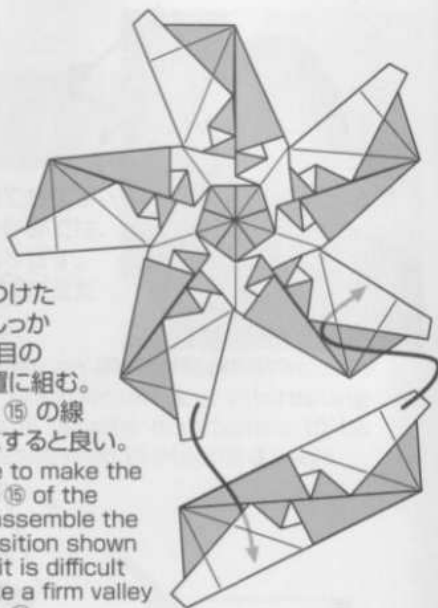 つけた
しっか
目の
置に組む。
⑮ の線
すると良い。
e to make the
⑮ of the
assemble the
sition shown
it is difficult
e a firm valley